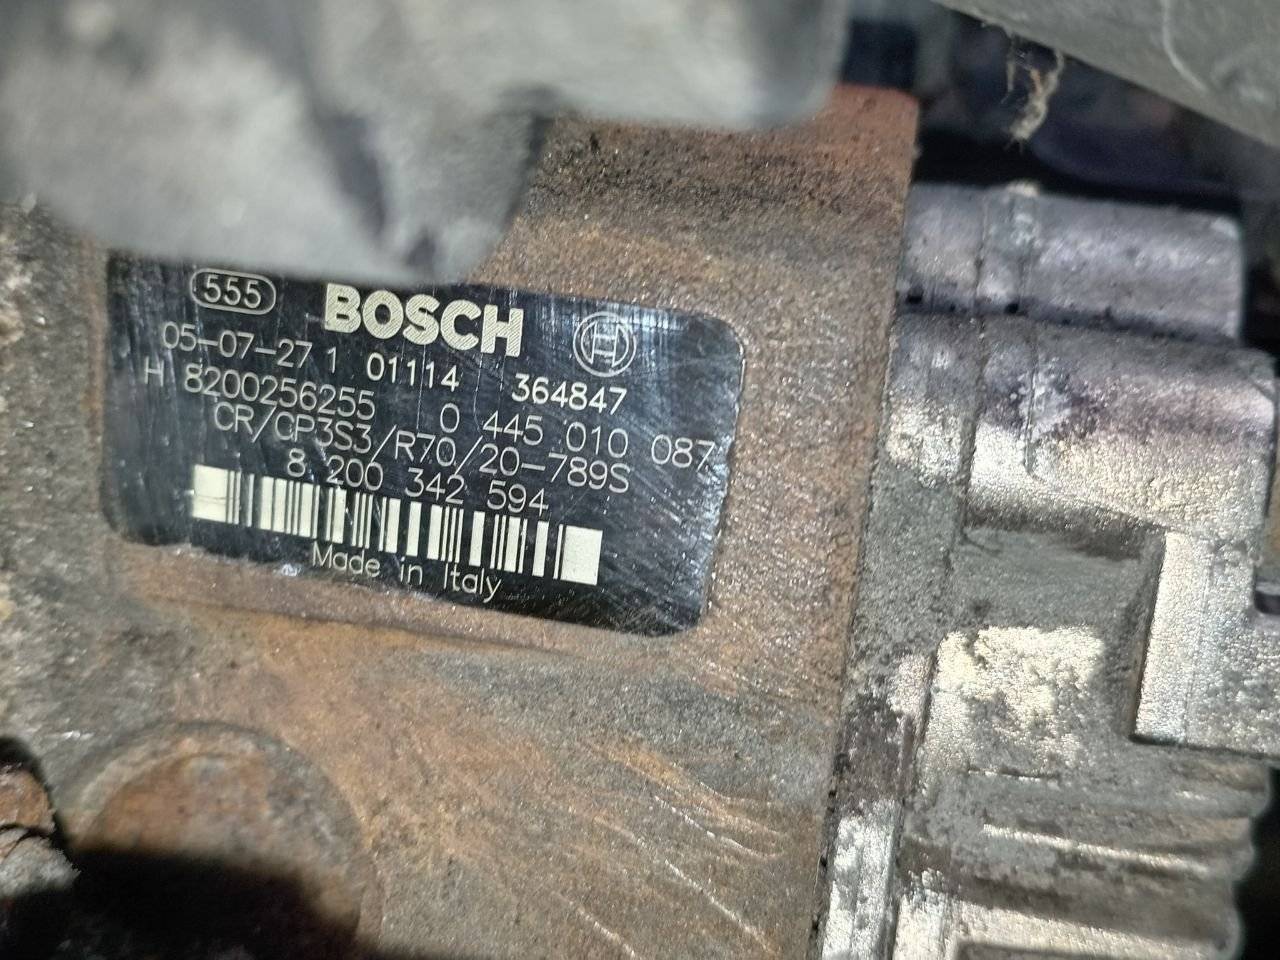 555 BOSCH H
05-07-27 1 01114 364847
H 8200256255 0 445 010 087
CR/CP3S3/R70/20-789S
8 200 342 594
Made in Italy